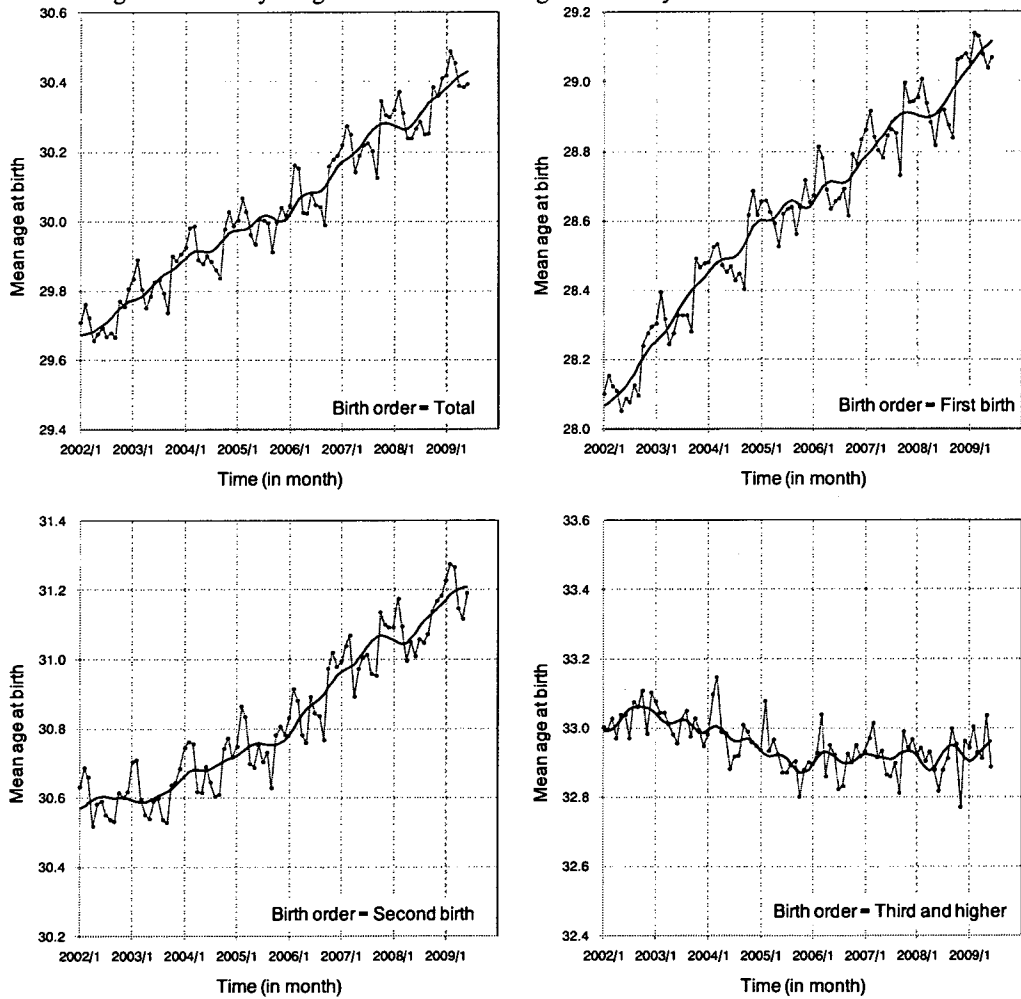 30.6
30.4
30.2
30.0
29.8
29.6
29.4
Mean age at birth
Birth order = Total
2002/1 2003/1 2004/1 2005/1 2006/1 2007/1 2008/1 2009/1
Time (in month)
29.2
29.0
28.8
28.6
28.4
28.2
28.0
Mean age at birth
Birth order = First birth
2002/1 2003/1 2004/1 2005/1 2006/1 2007/1 2008/1 2009/1
Time (in month)
31.4
31.2
31.0
30.8
30.6
30.4
30.2
Mean age at birth
Birth order = Second birth
2002/1 2003/1 2004/1 2005/1 2006/1 2007/1 2008/1 2009/1
Time (in month)
33.6
33.4
33.2
33.0
32.8
32.6
32.4
Mean age at birth
Birth order = Third and higher
2002/1 2003/1 2004/1 2005/1 2006/1 2007/1 2008/1 2009/1
Time (in month)